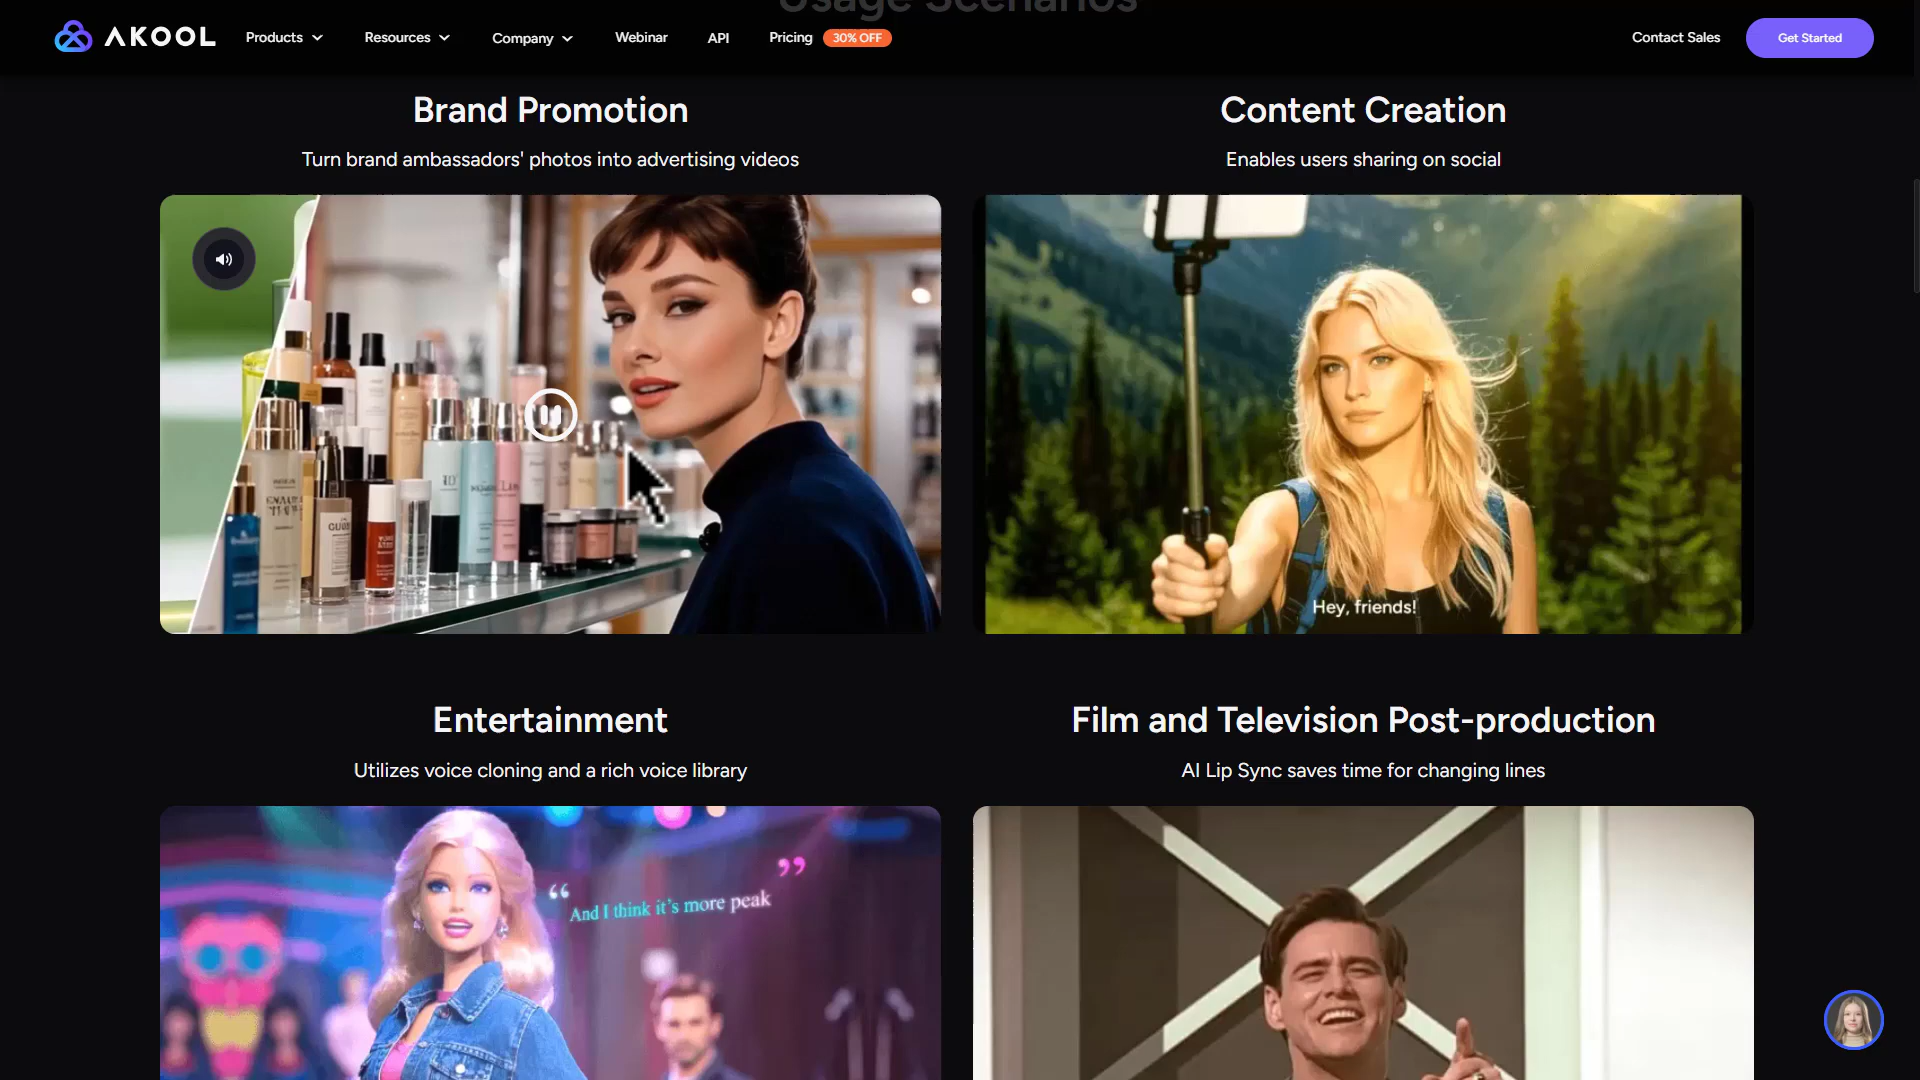 Usage Scenarios
AKOOL
Products
Resources
Company
Webinar
API
Pricing
30% OFF
Contact Sales
Get Started
Brand Promotion
Turn brand ambassadors' photos into advertising videos
Content Creation
Enables users sharing on social
Hey, friends!
Entertainment
Utilizes voice cloning and a rich voice library
Film and Television Post-production
AI Lip Sync saves time for changing lines
“ And I think it's more peak ”